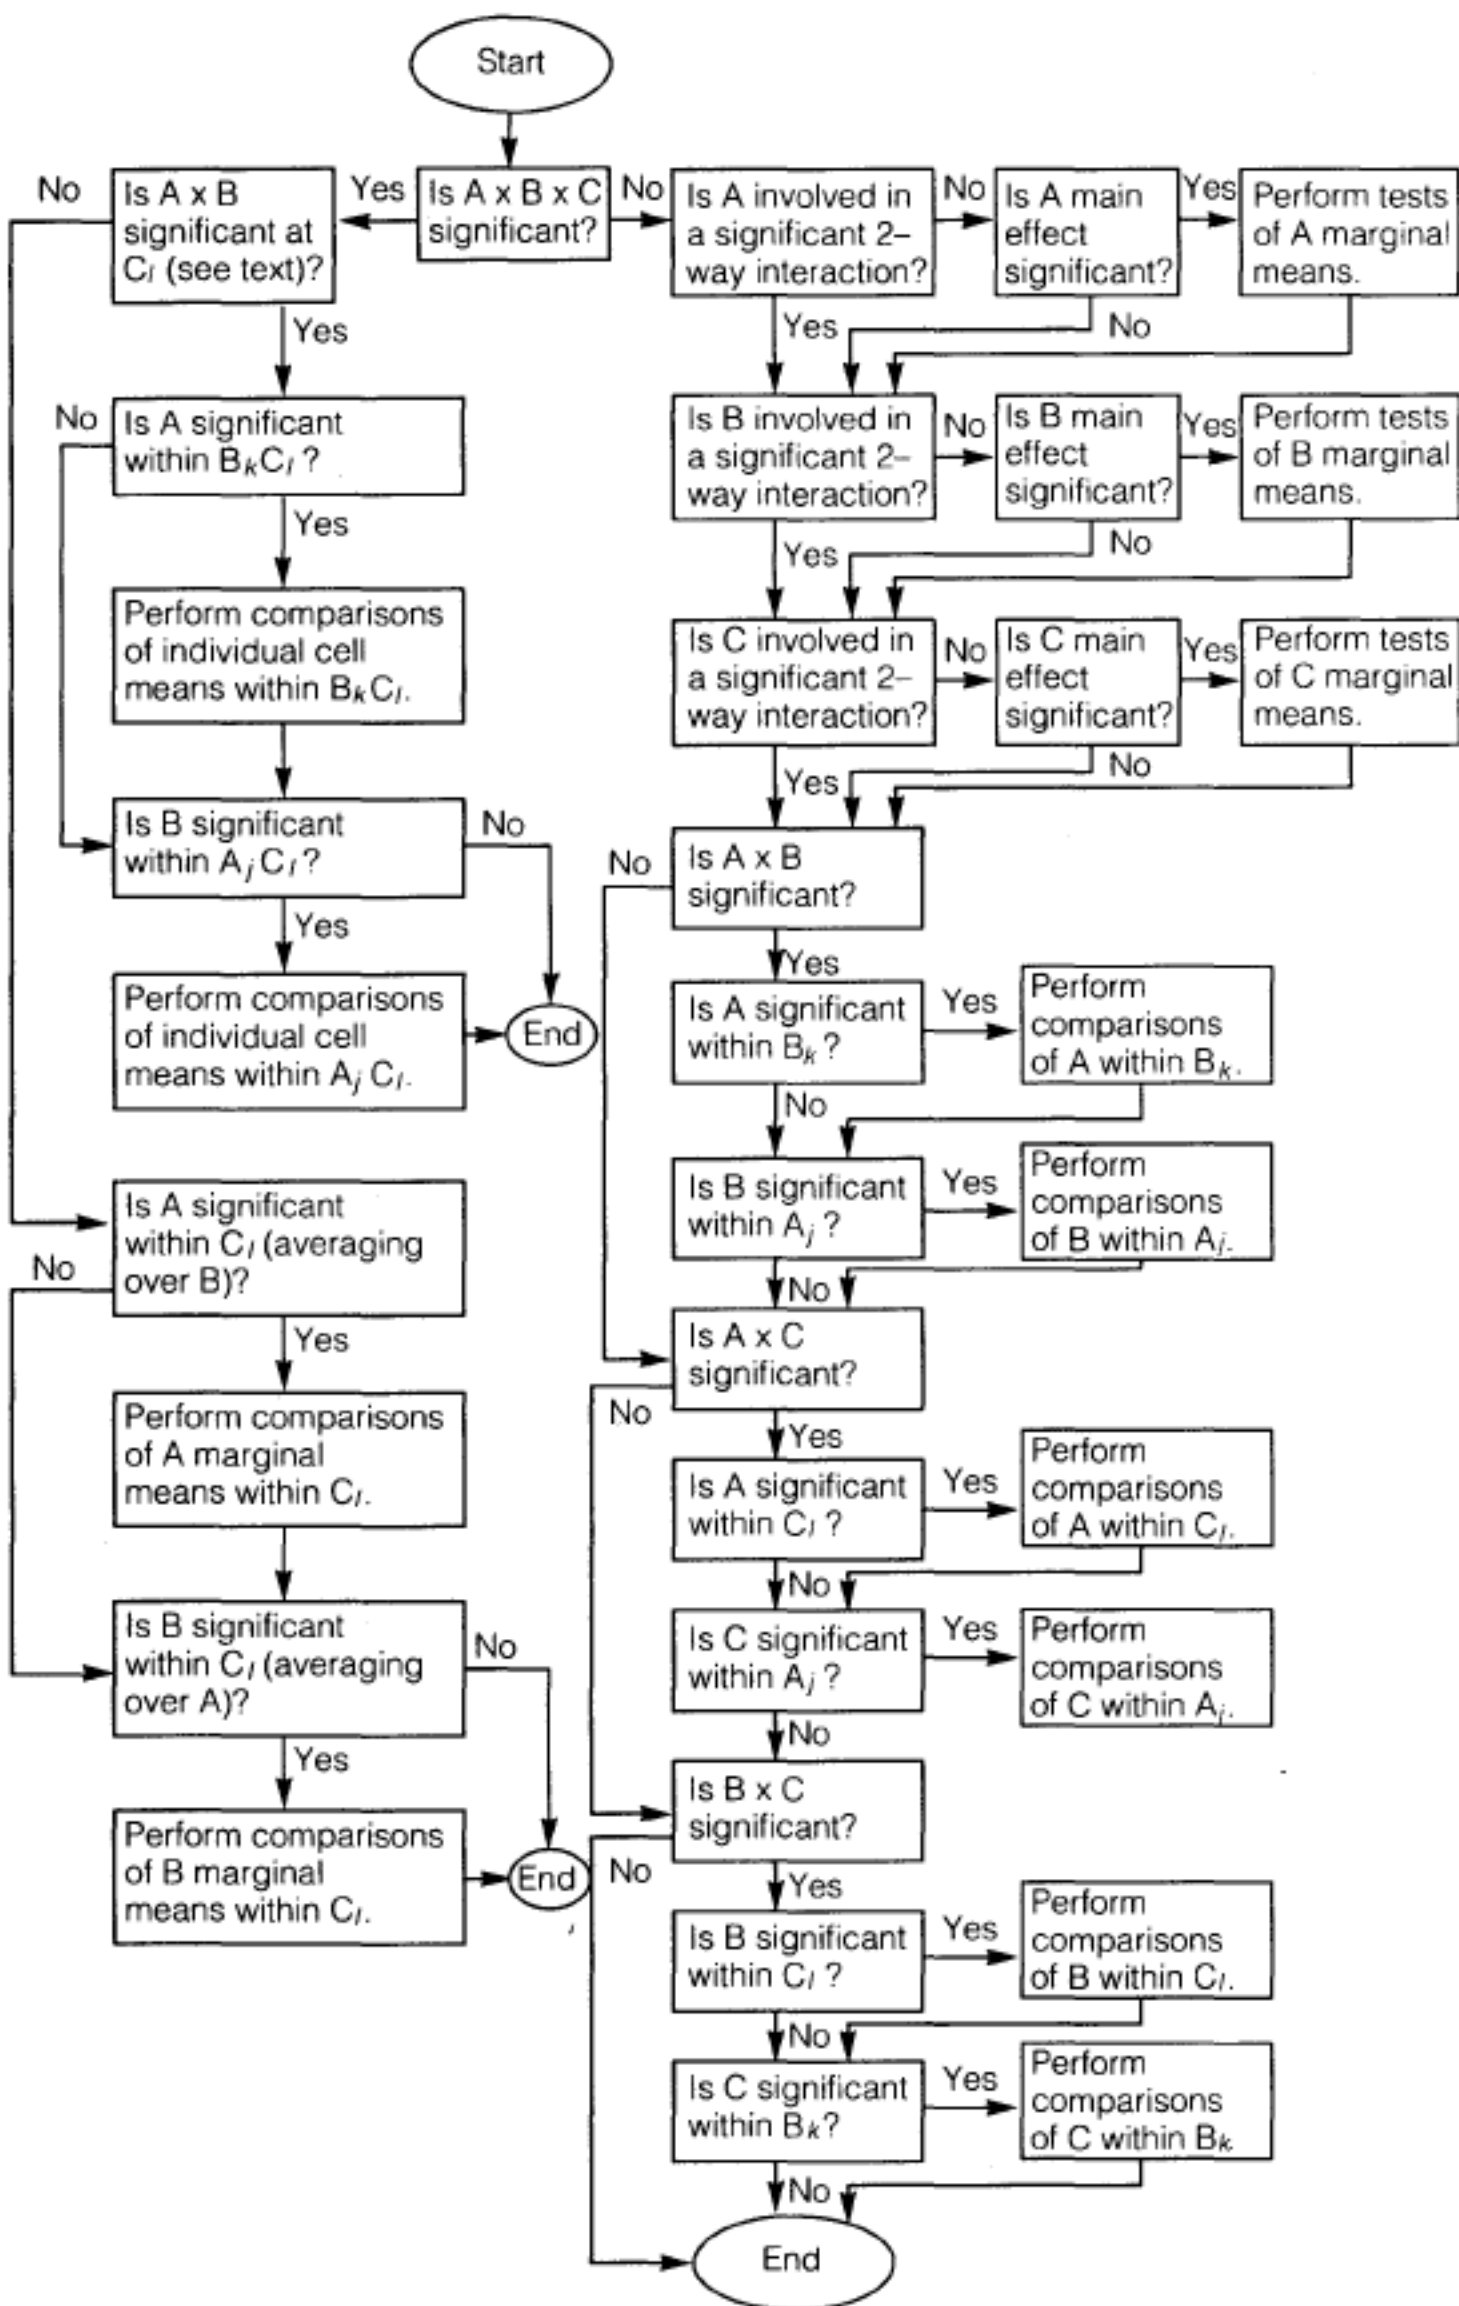 Start
No
Is A x B
significant at
Cl (see text)?
Yes
Is A x B x C
significant?
No
Is A involved in
a significant 2–
way interaction?
No
Is A main
effect
significant?
Yes
Perform tests
of A marginal
means.
Yes
Yes
No
No
Is A significant
within BkCl ?
Is B involved in
a significant 2–
way interaction?
No
Is B main
effect
significant?
Yes
Perform tests
of B marginal
means.
Yes
Yes
No
Perform comparisons
of individual cell
means within BkCl.
Is C involved in
a significant 2–
way interaction?
No
Is C main
effect
significant?
Yes
Perform tests
of C marginal
means.
Yes
No
Is B significant
within Aj Cl ?
No
Yes
No
Is A x B
significant?
Yes
Perform comparisons
of individual cell
means within Aj Cl.
End
Is A significant
within Bk ?
Yes
Perform
comparisons
of A within Bk.
No
Is B significant
within Aj ?
Yes
Perform
comparisons
of B within Aj.
No
Is A significant
within Cl (averaging
over B)?
No
Yes
Is A x C
significant?
No
Yes
Perform comparisons
of A marginal
means within Cl.
Is A significant
within Cl ?
Yes
Perform
comparisons
of A within Cl.
No
Is B significant
within Cl (averaging
over A)?
No
Yes
Is C significant
within Aj ?
Yes
Perform
comparisons
of C within Aj.
No
Is B x C
significant?
No
Yes
Perform comparisons
of B marginal
means within Cl.
End
Is B significant
within Cl ?
Yes
Perform
comparisons
of B within Cl.
No
Is C significant
within Bk?
Yes
Perform
comparisons
of C within Bk
No
End